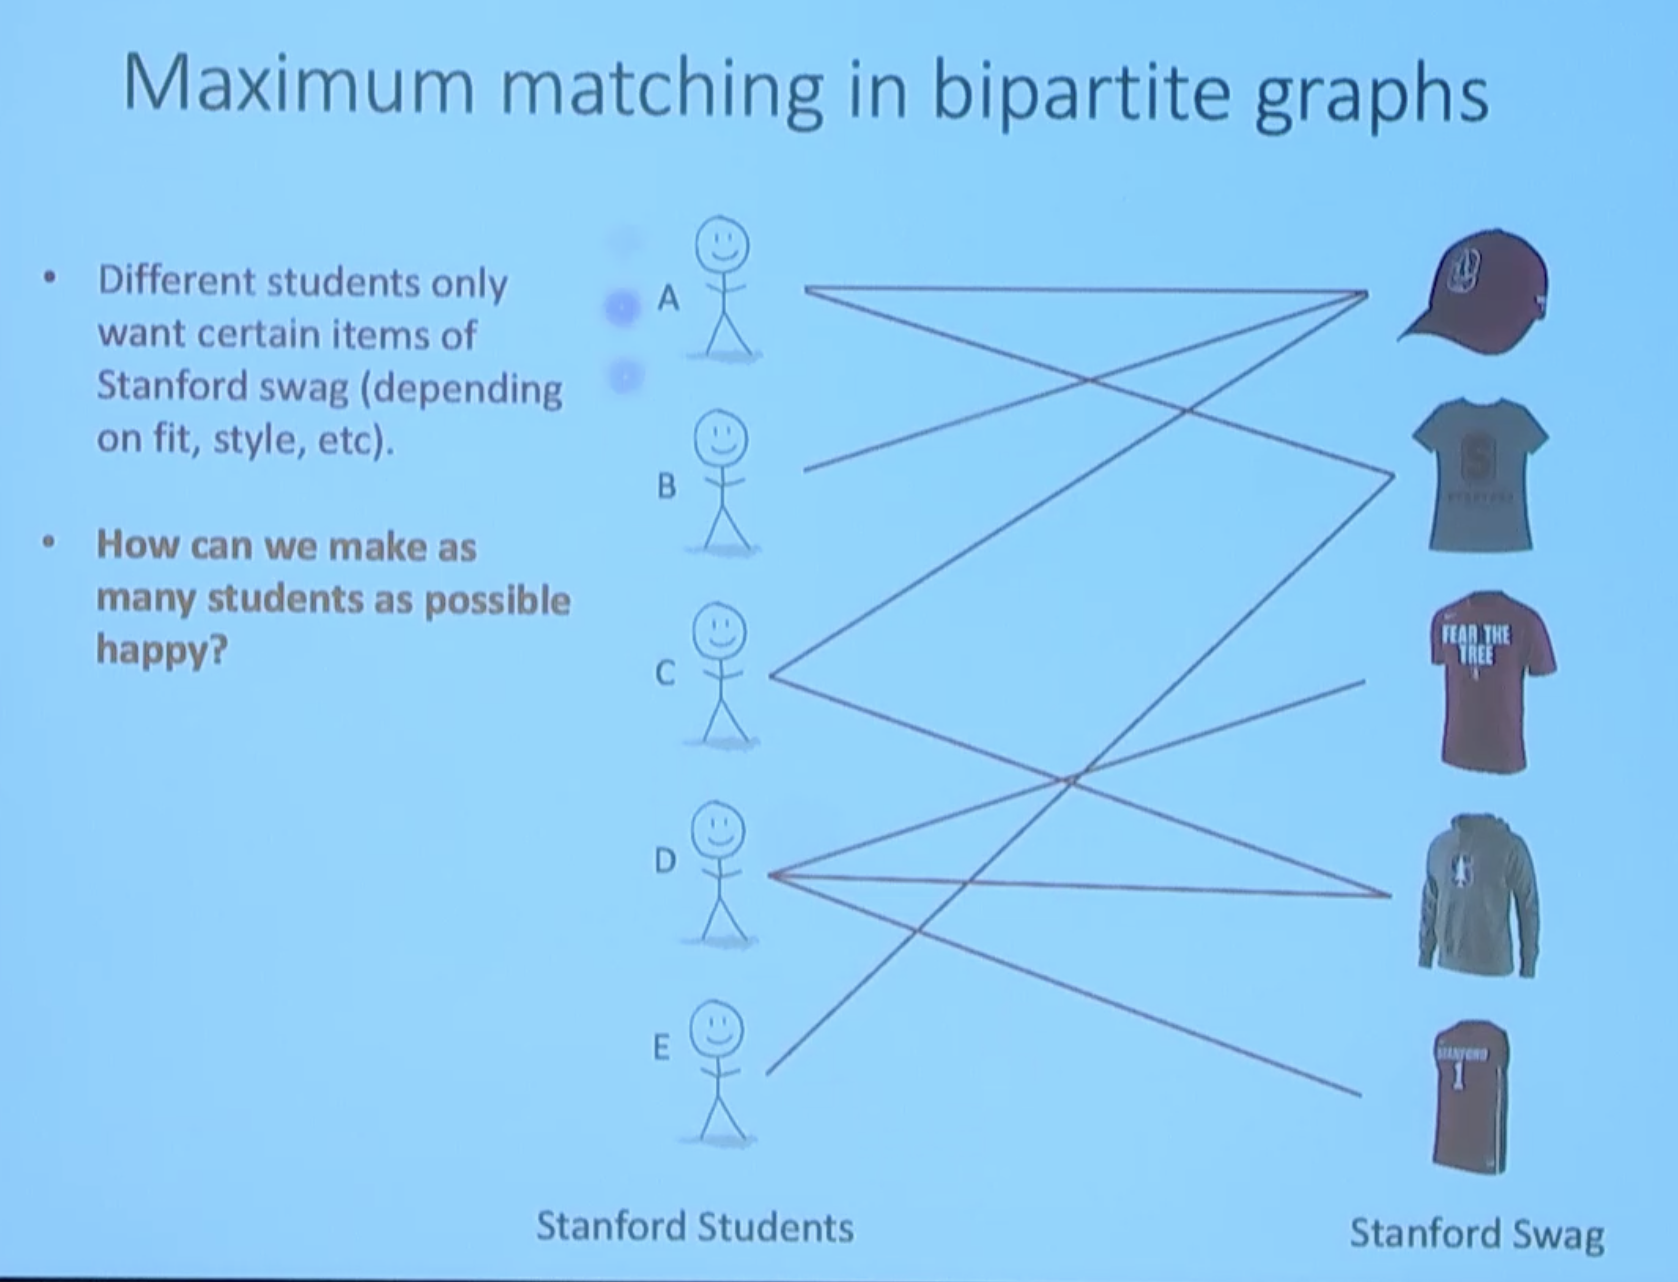 Maximum matching in bipartite graphs
• Different students only
want certain items of
Stanford swag (depending
on fit, style, etc).
• How can we make as
many students as possible
happy?
A
B
C
D
E
S
FEAR THE
TREE
STANFORD
1
Stanford Students
Stanford Swag